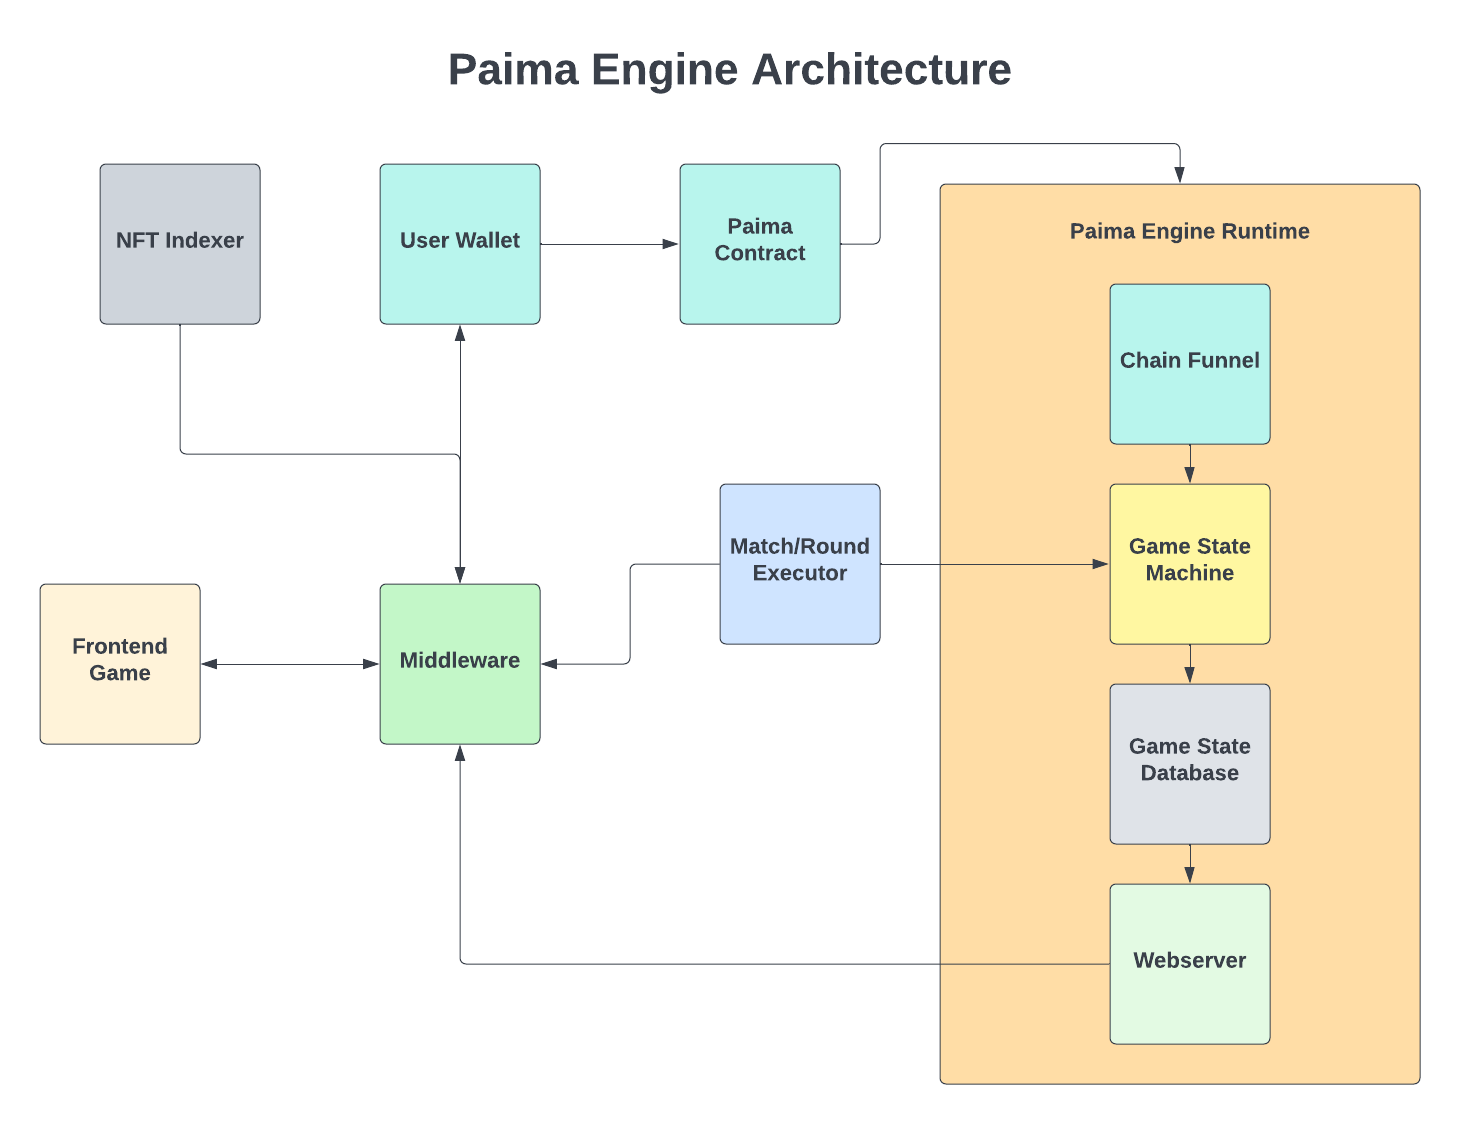 Paima Engine Architecture
NFT Indexer
User Wallet
Paima
Contract
Paima Engine Runtime
Chain Funnel
Match/Round
Executor
Game State
Machine
Frontend
Game
Middleware
Game State
Database
Webserver